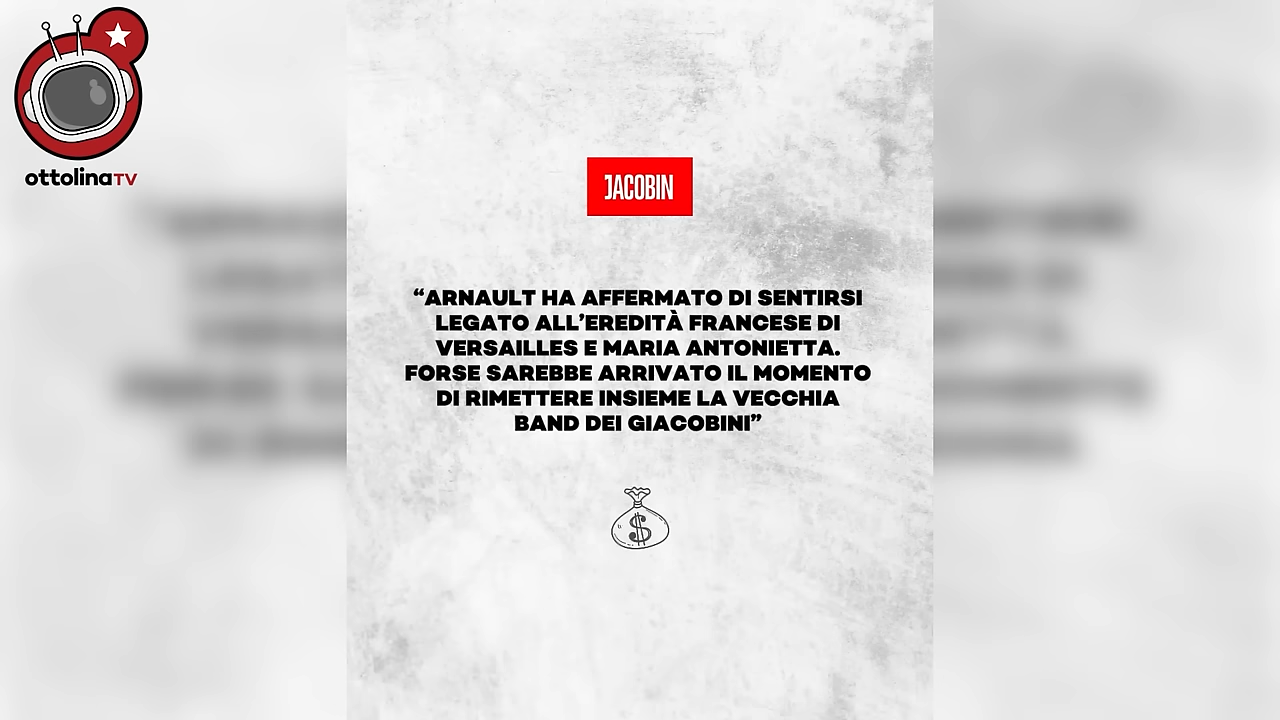 ottolinaTV
JACOBIN
“ARNAULT HA AFFERMATO DI SENTIRSI
LEGATO ALL’EREDITÀ FRANCESE DI
VERSAILLES E MARIA ANTONIETTA.
FORSE SAREBBE ARRIVATO IL MOMENTO
DI RIMETTERE INSIEME LA VECCHIA
BAND DEI GIACOBINI”
$